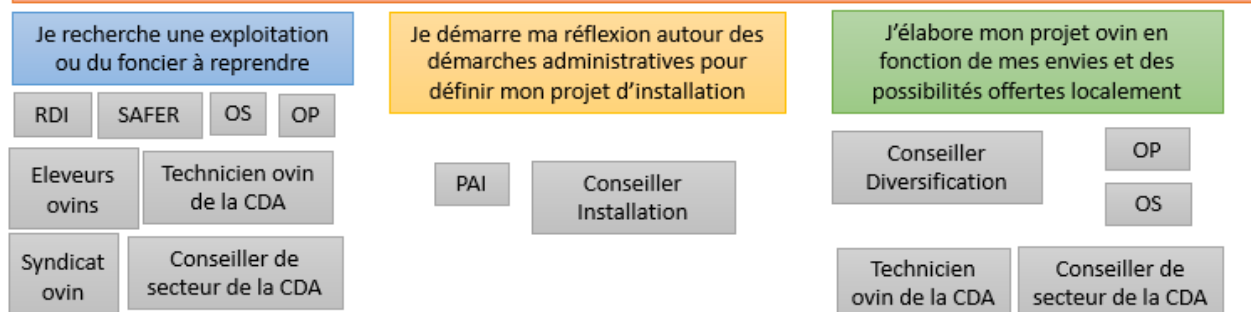 Je recherche une exploitation
ou du foncier à reprendre
RDI
SAFER
OS
OP
Eleveurs
ovins
Technicien ovin
de la CDA
Syndicat
ovin
Conseiller de
secteur de la CDA
Je démarre ma réflexion autour des
démarches administratives pour
définir mon projet d’installation
PAI
Conseiller
Installation
J’élabore mon projet ovin en
fonction de mes envies et des
possibilités offertes localement
Conseiller
Diversification
OP
OS
Technicien
ovin de la CDA
Conseiller de
secteur de la CDA